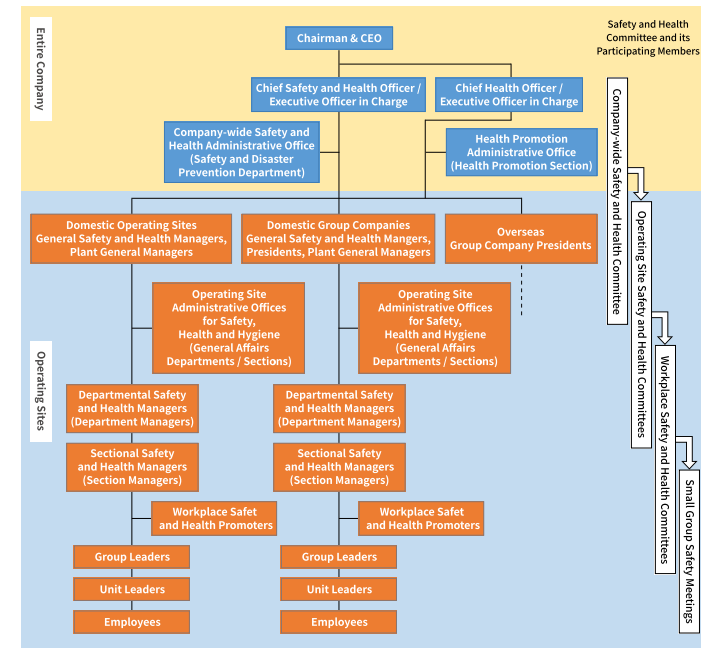 Entire Company
Chairman & CEO
Safety and Health
Committee and its
Participating Members
Chief Safety and Health Officer /
Executive Officer in Charge
Chief Health Officer /
Executive Officer in Charge
Company-wide Safety and
Health Administrative Office
(Safety and Disaster
Prevention Department)
Health Promotion
Administrative Office
(Health Promotion Section)
Company-wide Safety and Health Committee
Operating Sites
Domestic Operating Sites
General Safety and Health Managers,
Plant General Managers
Domestic Group Companies
General Safety and Health Mangers,
Presidents, Plant General Managers
Overseas
Group Company Presidents
Operating Site Safety and Health Committees
Operating Site
Administrative Offices
for Safety,
Health and Hygiene
(General Affairs
Departments / Sections)
Operating Site
Administrative Offices
for Safety,
Health and Hygiene
(General Affairs
Departments / Sections)
Workplace Safety and Health Committees
Departmental Safety
and Health Managers
(Department Managers)
Departmental Safety
and Health Managers
(Department Managers)
Sectional Safety
and Health Managers
(Section Managers)
Sectional Safety
and Health Managers
(Section Managers)
Small Group Safety Meetings
Workplace Safet
and Health Promoters
Workplace Safet
and Health Promoters
Group Leaders
Group Leaders
Unit Leaders
Unit Leaders
Employees
Employees